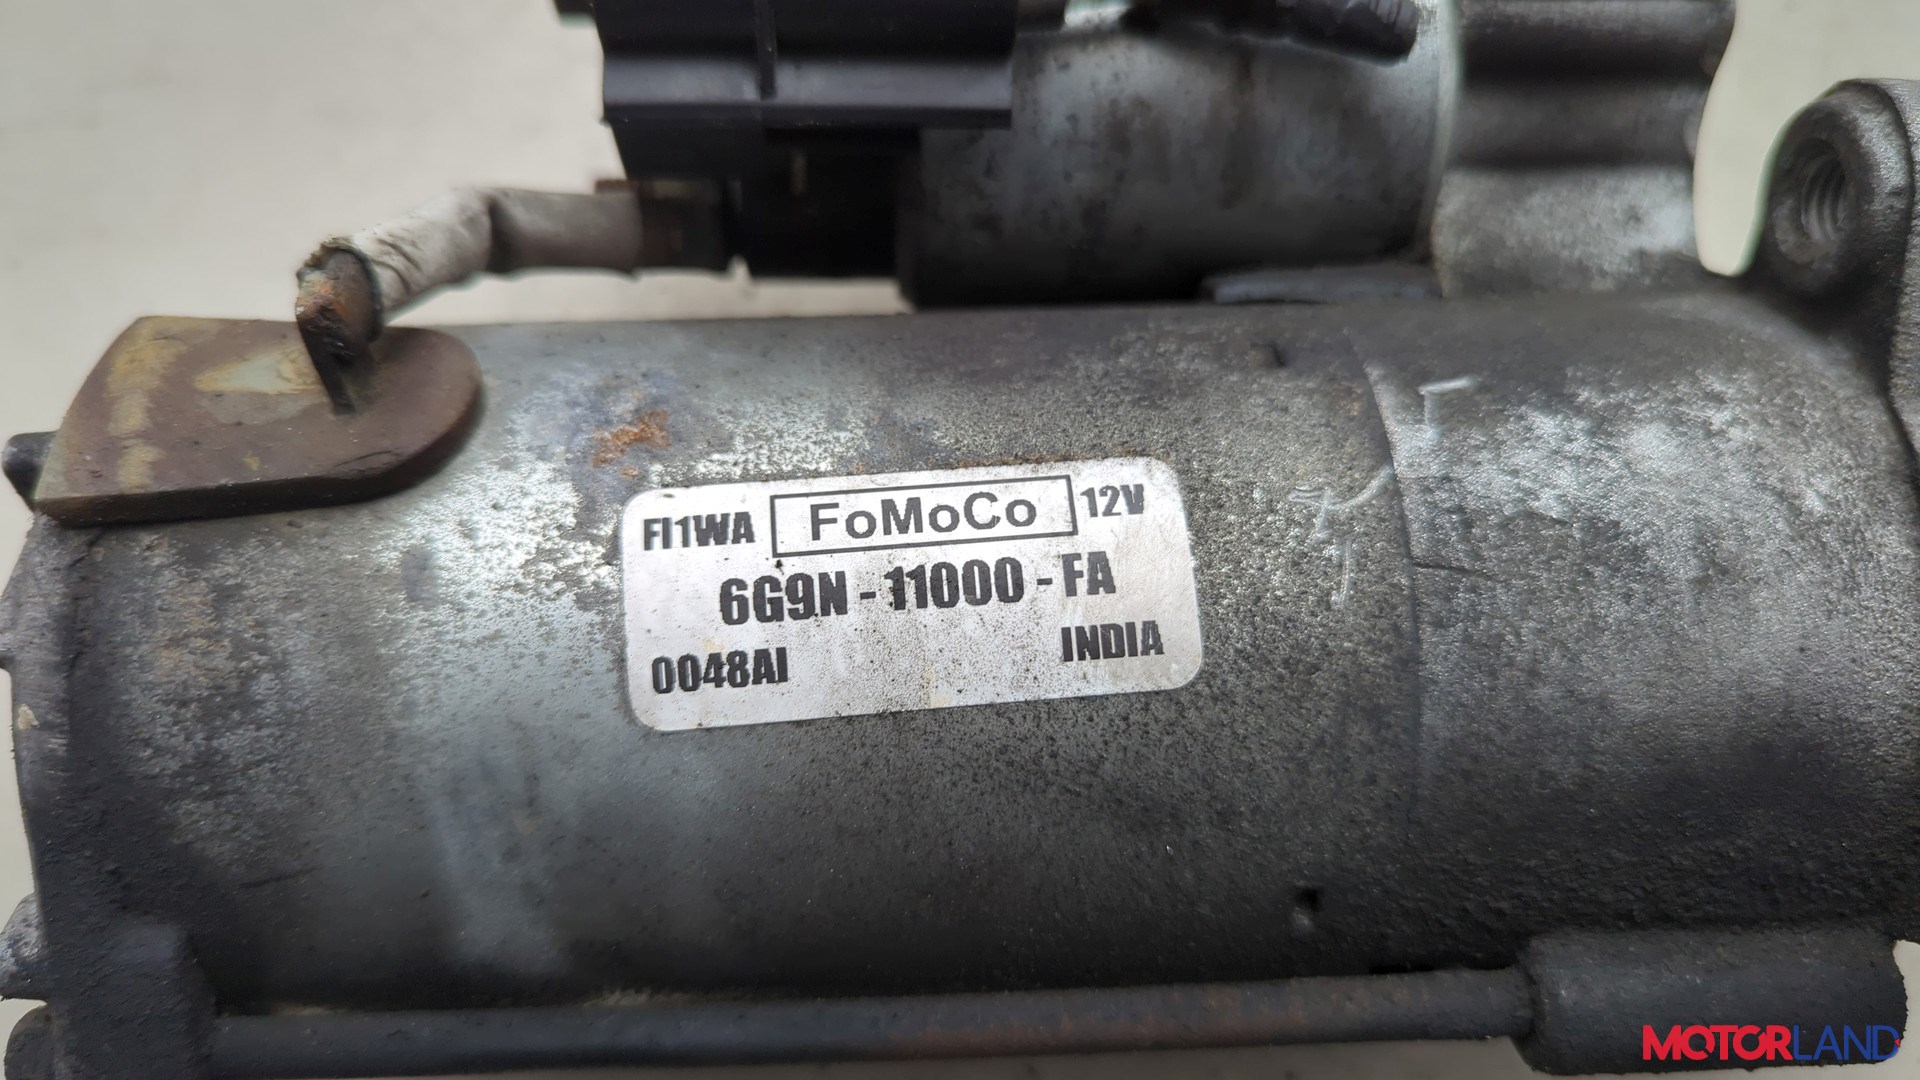 FI1WA FoMoCo 12V
6G9N - 11000 - FA
0048AI INDIA
MOTORLAND